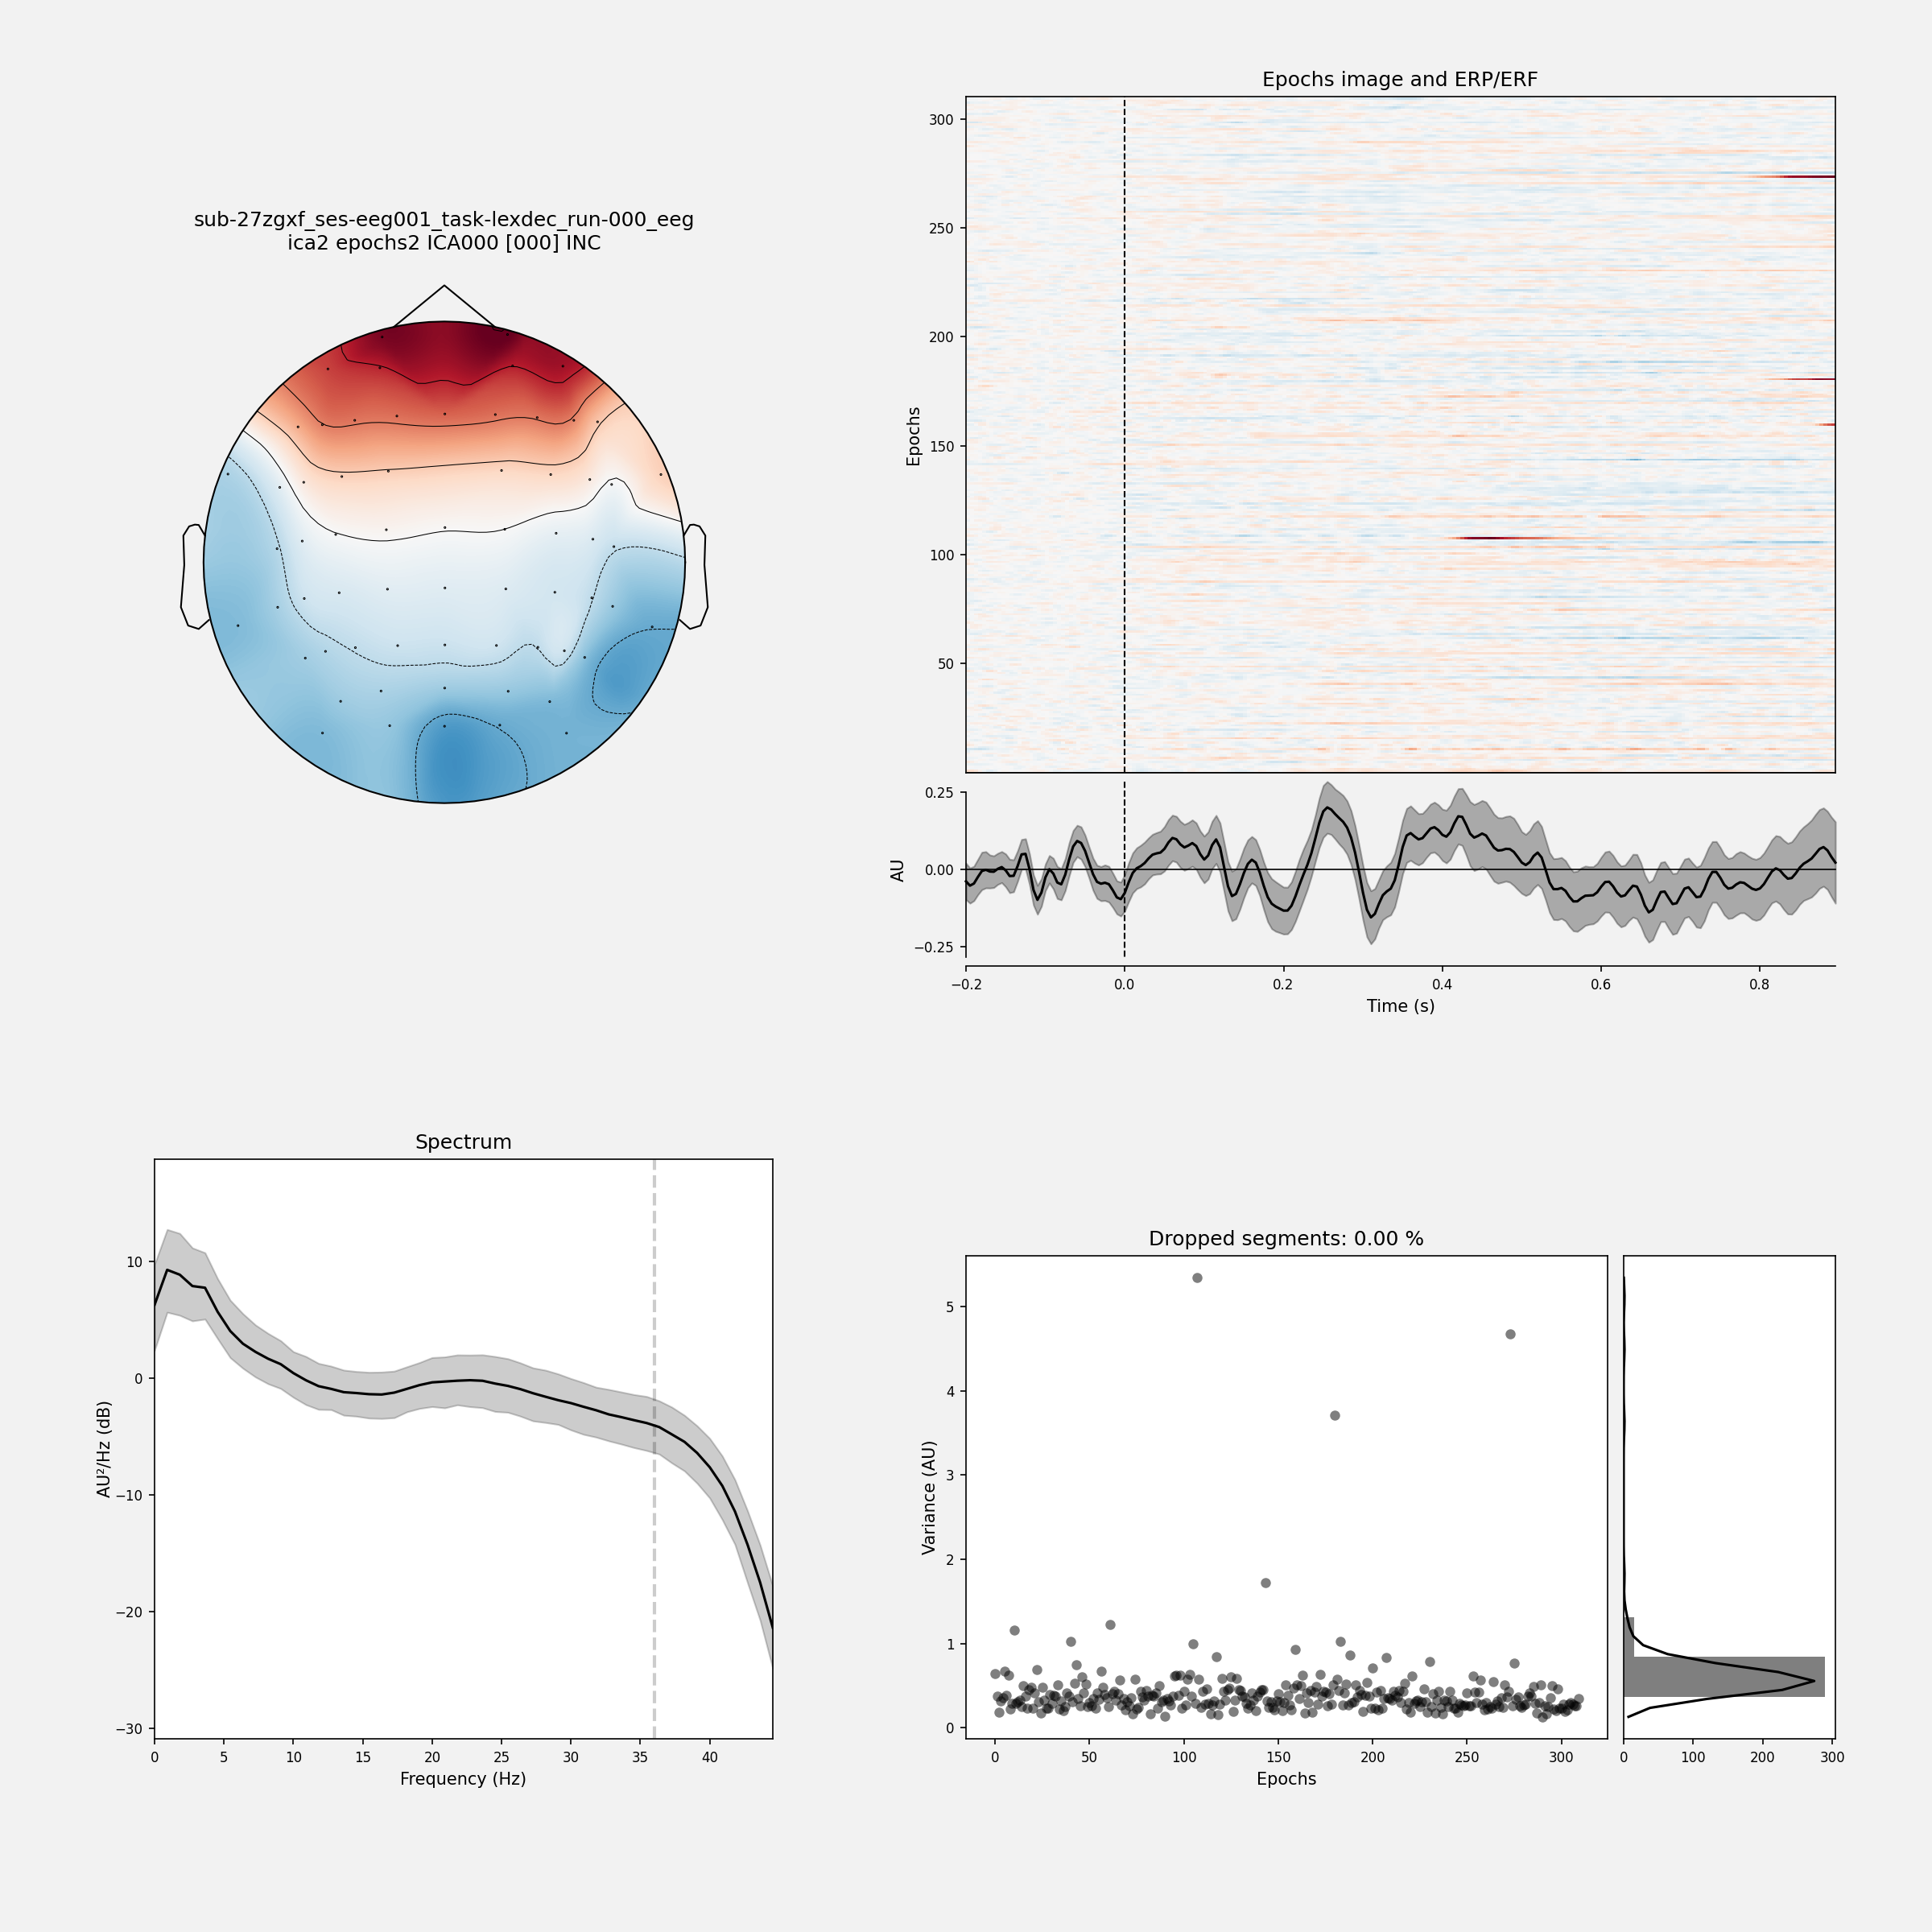 Epochs image and ERP/ERF
sub-27zgxf_ses-eeg001_task-lexdec_run-000_eeg
ica2 epochs2 ICA000 [000] INC
Epochs
300
250
200
150
100
50
AU
0.25
0.00
−0.25
−0.2 0.0 0.2 0.4 0.6 0.8
Time (s)
Spectrum
AU²/Hz (dB)
10
0
−10
−20
−30
0 5 10 15 20 25 30 35 40
Frequency (Hz)
Dropped segments: 0.00 %
Variance (AU)
5
4
3
2
1
0
0 50 100 150 200 250 300
Epochs
0 100 200 300